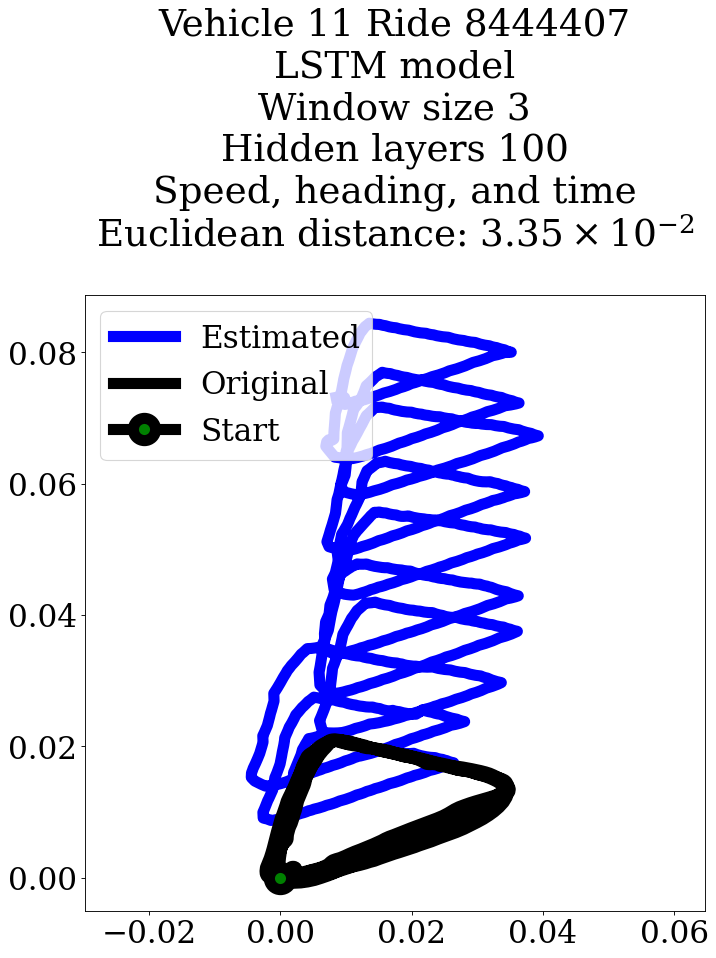 Vehicle 11 Ride 8444407
LSTM model
Window size 3
Hidden layers 100
Speed, heading, and time
Euclidean distance: 3.35 × 10⁻²
Estimated
Original
Start
0.08
0.06
0.04
0.02
0.00
−0.02 0.00 0.02 0.04 0.06